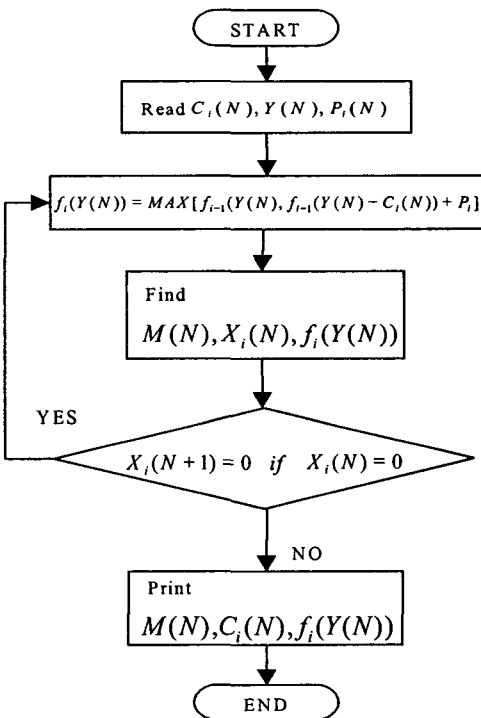 START
Read C_i(N), Y(N), P_i(N)
f_i(Y(N)) = MAX[f_{i-1}(Y(N), f_{i-1}(Y(N) - C_i(N)) + P_i]
Find
M(N), X_i(N), f_i(Y(N))
YES
X_i(N+1) = 0 if X_i(N) = 0
NO
Print
M(N), C_i(N), f_i(Y(N))
END